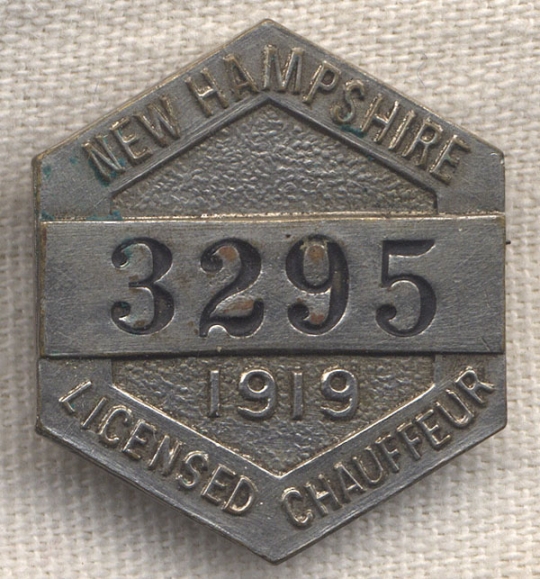 NEW HAMPSHIRE
3295
1919
LICENSED CHAUFFEUR